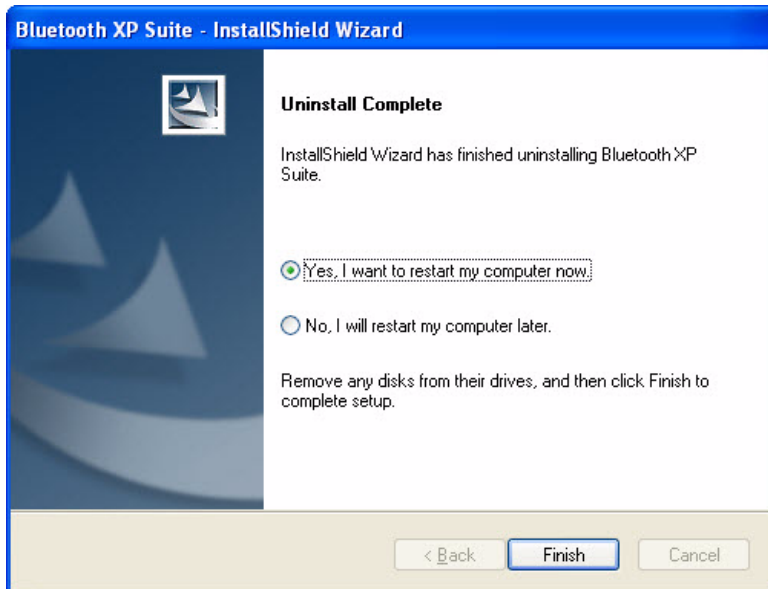 Bluetooth XP Suite - InstallShield Wizard
Uninstall Complete
InstallShield Wizard has finished uninstalling Bluetooth XP
Suite.
Yes, I want to restart my computer now.
No, I will restart my computer later.
Remove any disks from their drives, and then click Finish to
complete setup.
< Back Finish Cancel